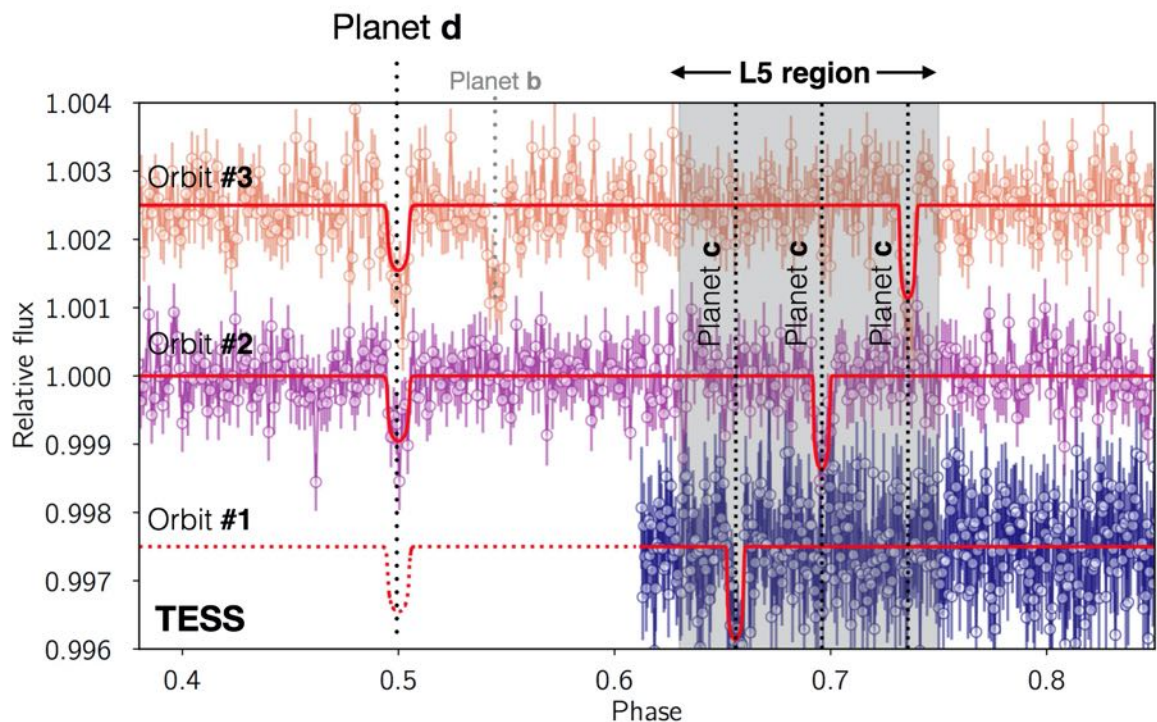 Planet d
Planet b
L5 region
1.004
1.003
1.002
1.001
1.000
0.999
0.998
0.997
0.996
Relative flux
Orbit #3
Orbit #2
Orbit #1
TESS
Planet c
Planet c
Planet c
0.4
0.5
0.6
0.7
0.8
Phase